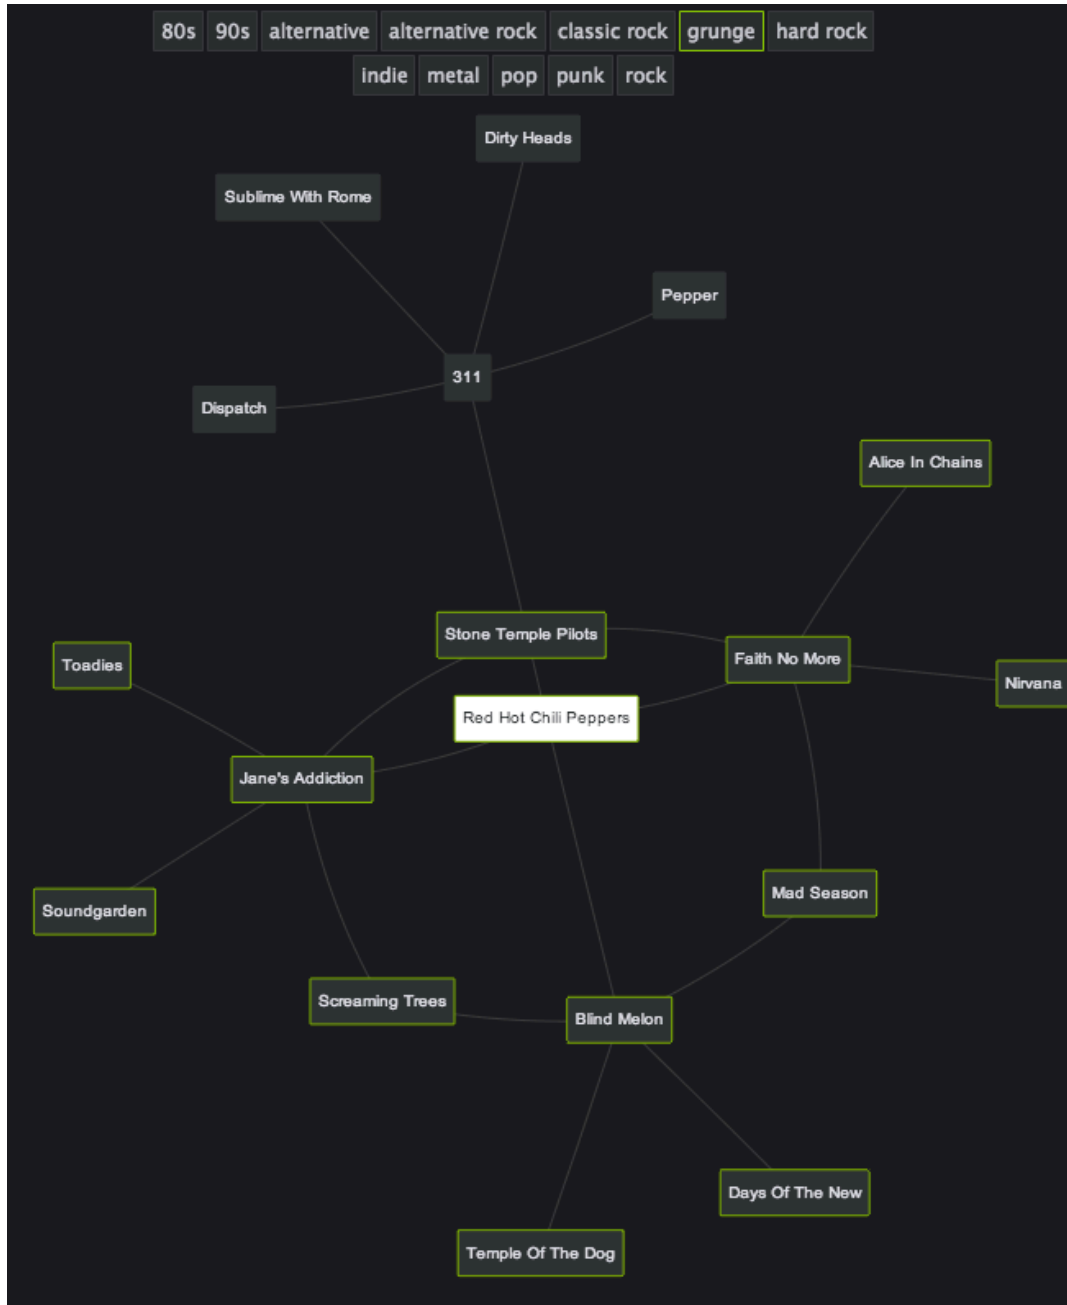 80s 90s alternative alternative rock classic rock grunge hard rock
indie metal pop punk rock
Dirty Heads
Sublime With Rome
Pepper
311
Dispatch
Alice In Chains
Stone Temple Pilots
Toadies
Faith No More
Nirvana
Red Hot Chili Peppers
Jane's Addiction
Mad Season
Soundgarden
Screaming Trees
Blind Melon
Days Of The New
Temple Of The Dog